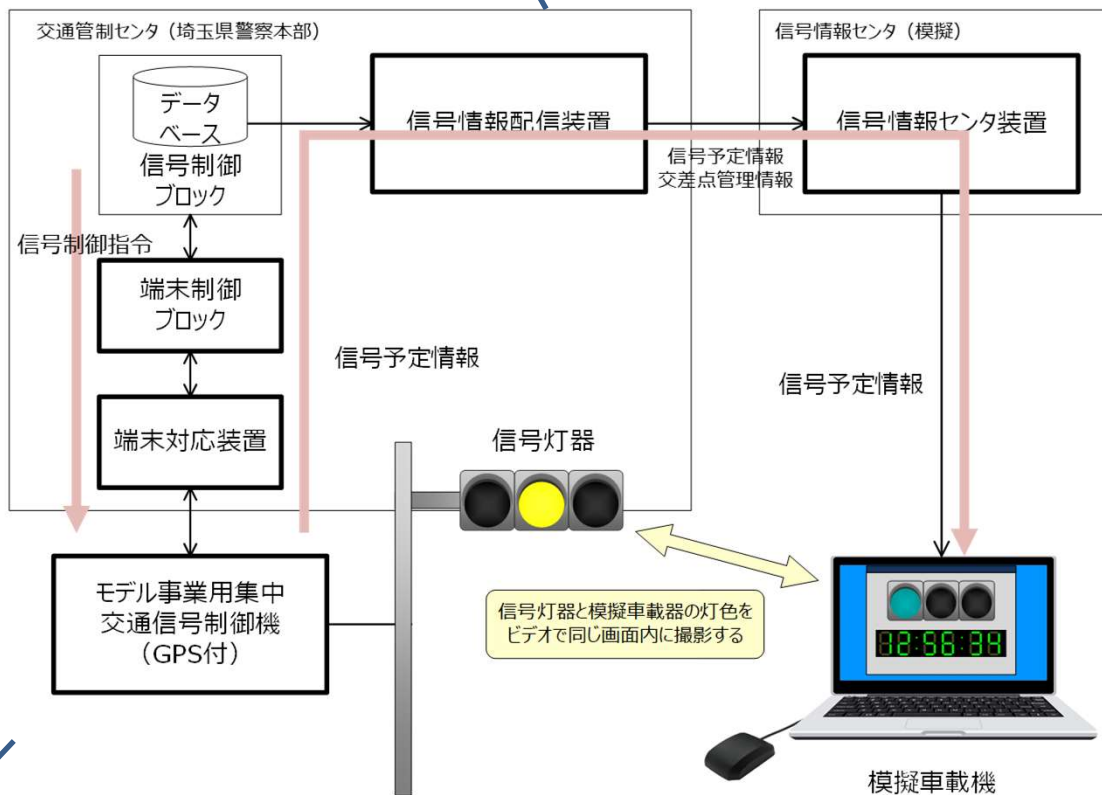 交通管制センタ（埼玉県警察本部）
信号情報センタ（模擬）
データ
ベース
信号制御
ブロック
信号情報配信装置
信号情報センタ装置
信号予定情報
交差点管理情報
信号制御指令
端末制御
ブロック
信号予定情報
信号予定情報
端末対応装置
信号灯器
モデル事業用集中
交通信号制御機
（GPS付）
信号灯器と模擬車載器の灯色を
ビデオで同じ画面内に撮影する
12:56:34
模擬車載機